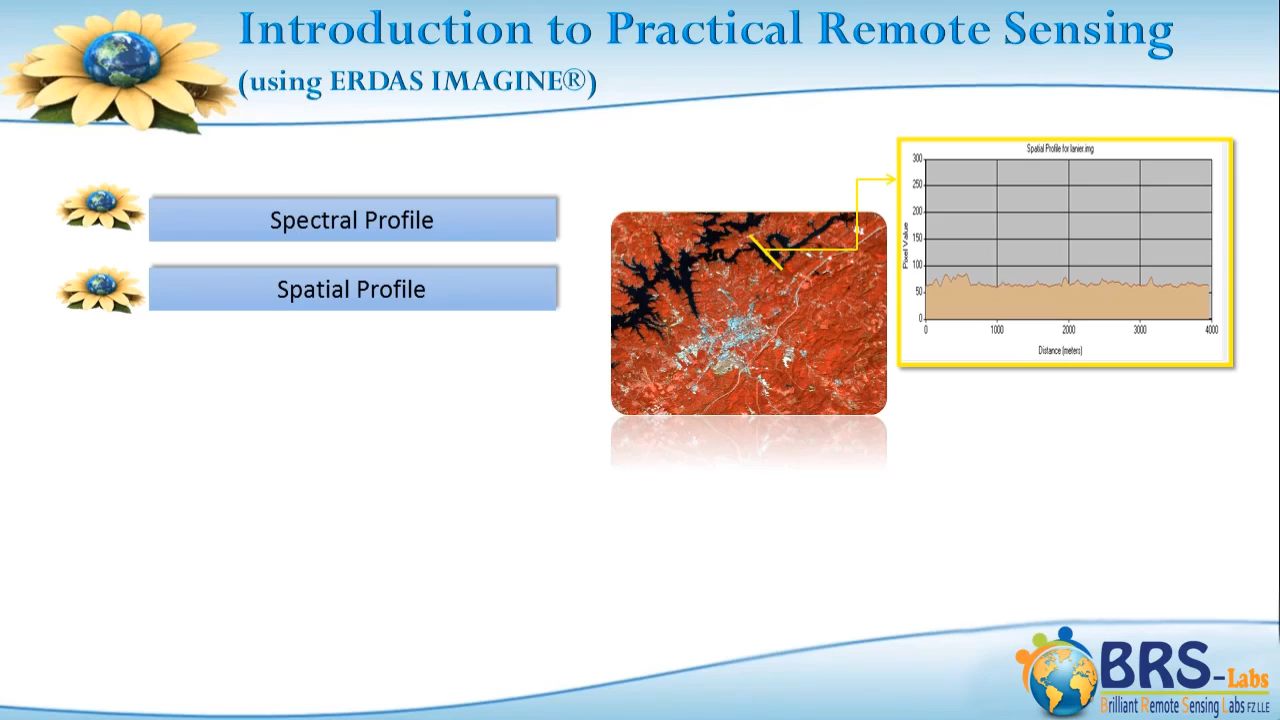 Introduction to Practical Remote Sensing
(using ERDAS IMAGINE®)
Spectral Profile
Spatial Profile
Spatial Profile for lanier.img
300
250
200
150
100
50
0
Pixel Value
0 1000 2000 3000 4000
Distance (meters)
BRS-Labs
Brilliant Remote Sensing Labs FZ LLE